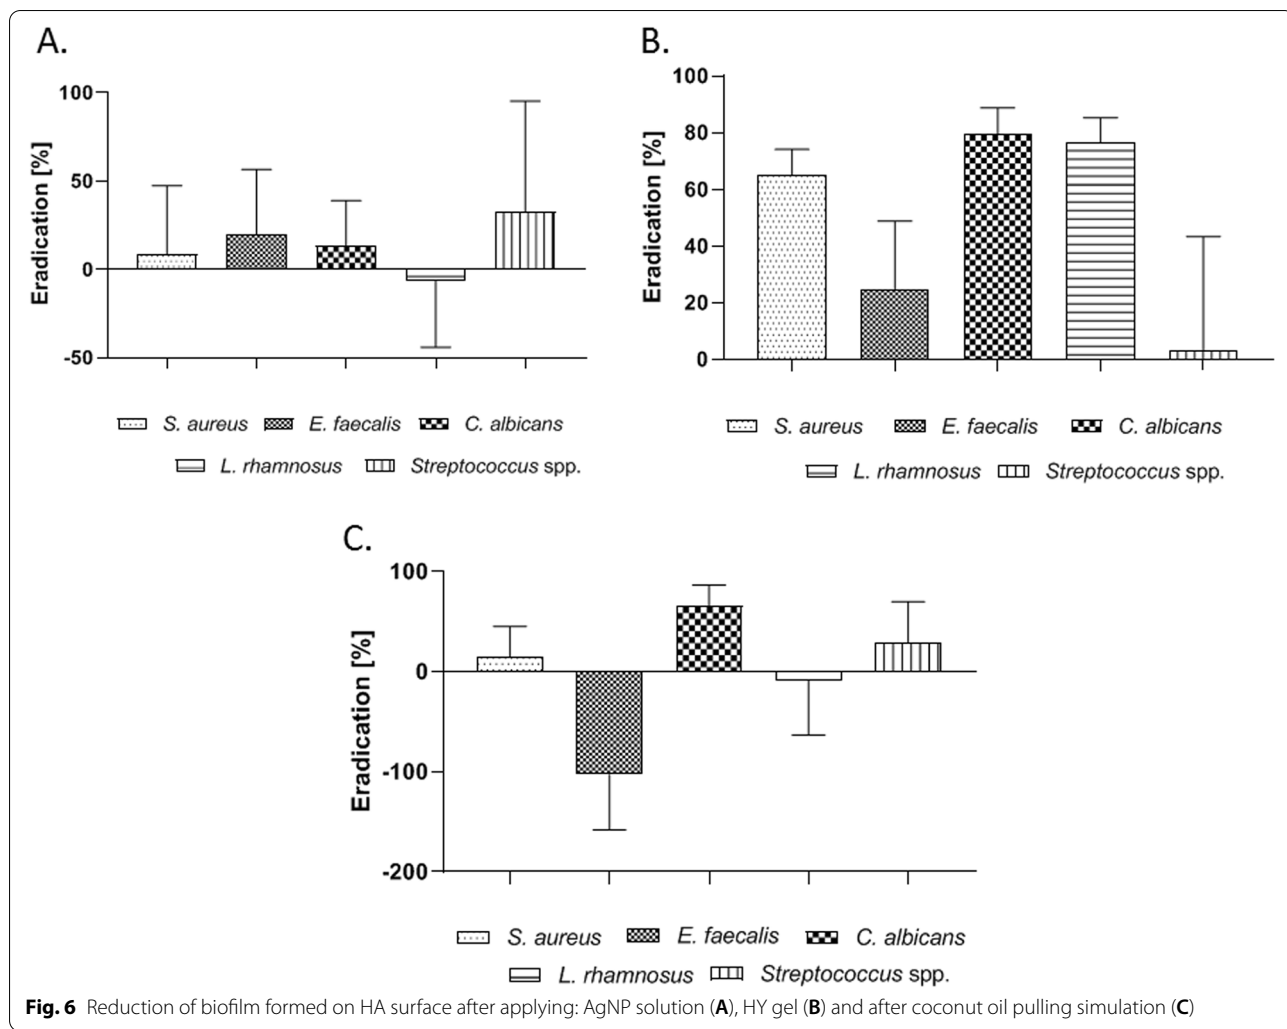 A.
Eradication [%]
100
50
0
-50
S. aureus E. faecalis C. albicans
L. rhamnosus Streptococcus spp.
B.
Eradication [%]
100
80
60
40
20
0
S. aureus E. faecalis C. albicans
L. rhamnosus Streptococcus spp.
C.
Eradication [%]
100
0
-100
-200
S. aureus E. faecalis C. albicans
L. rhamnosus Streptococcus spp.
Fig. 6 Reduction of biofilm formed on HA surface after applying: AgNP solution (A), HY gel (B) and after coconut oil pulling simulation (C)